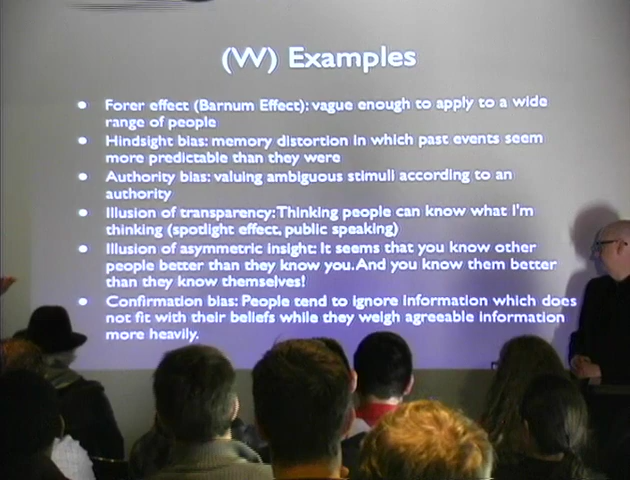 (W) Examples
• Forer effect (Barnum Effect): vague enough to apply to a wide
range of people
• Hindsight bias: memory distortion in which past events seem
more predictable than they were
• Authority bias: valuing ambiguous stimuli according to an
authority
• Illusion of transparency: Thinking people can know what I'm
thinking (spotlight effect, public speaking)
• Illusion of asymmetric insight: It seems that you know other
people better than they know you. And you know them better
than they know themselves!
• Confirmation bias: People tend to ignore information which does
not fit with their beliefs while they weigh agreeable information
more heavily.